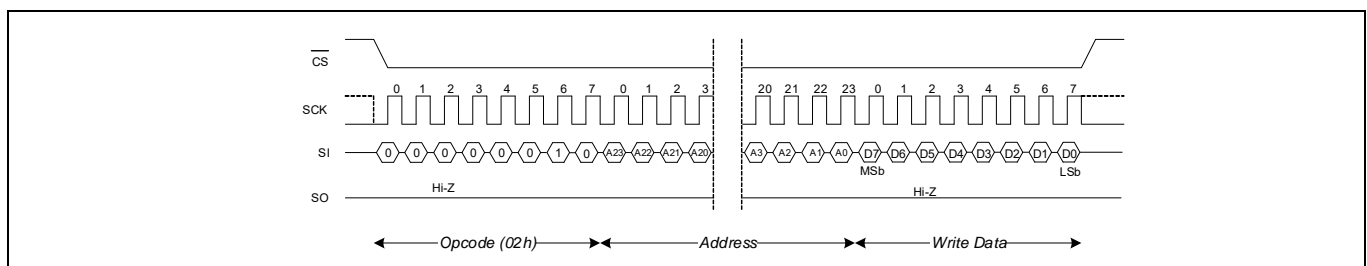 CS
0 1 2 3 4 5 6 7 0 1 2 3 20 21 22 23 0 1 2 3 4 5 6 7
SCK
SI 0 0 0 0 0 0 1 0 A23 A22 A21 A20 A3 A2 A1 A0 D7 D6 D5 D4 D3 D2 D1 D0
MSb LSb
Hi-Z Hi-Z
SO
Opcode (02h) Address Write Data